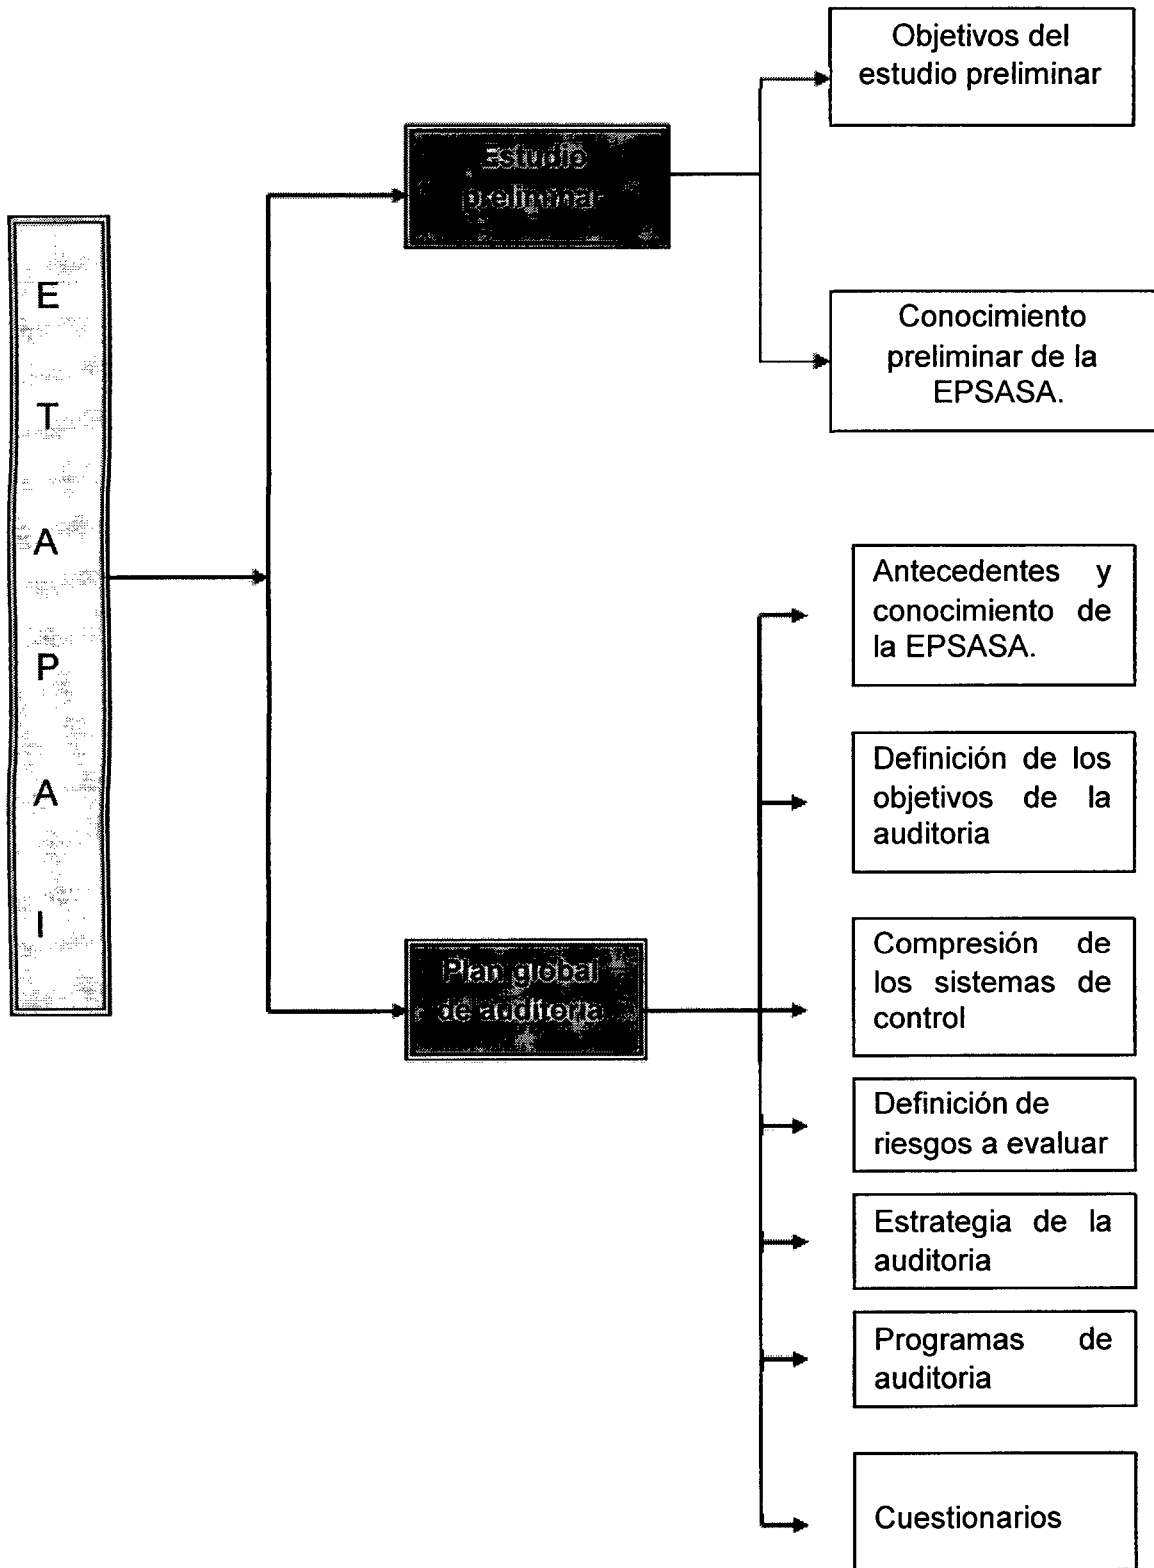 E
T
A
P
A
I
Estudio
preliminar
Objetivos del
estudio preliminar
Conocimiento
preliminar de la
EPSASA.
Plan global
de auditoria
Antecedentes y
conocimiento de
la EPSASA.
Definición de los
objetivos de la
auditoria
Compresión de
los sistemas de
control
Definición de
riesgos a evaluar
Estrategia de la
auditoria
Programas de
auditoria
Cuestionarios